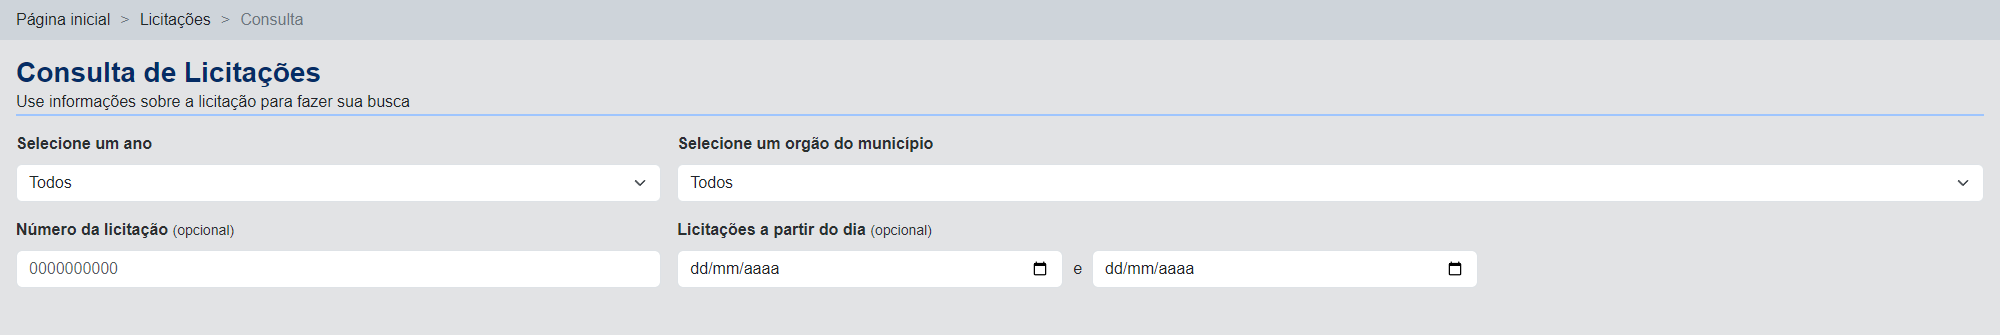 Página inicial > Licitações > Consulta
Consulta de Licitações
Use informações sobre a licitação para fazer sua busca
Selecione um ano
Todos
Selecione um orgão do município
Todos
Número da licitação (opcional)
0000000000
Licitações a partir do dia (opcional)
dd/mm/aaaa e dd/mm/aaaa